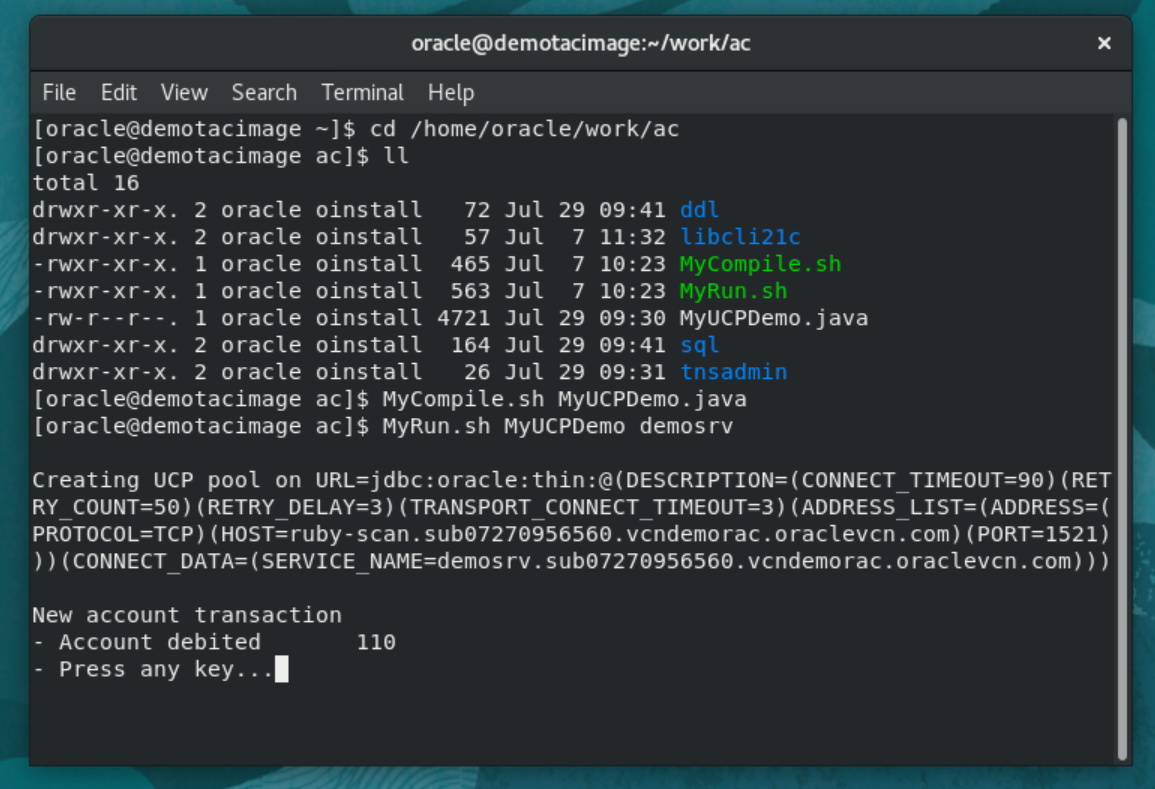 oracle@demotacimage:~/work/ac ×
File Edit View Search Terminal Help
[oracle@demotacimage ~]$ cd /home/oracle/work/ac
[oracle@demotacimage ac]$ ll
total 16
drwxr-xr-x. 2 oracle oinstall   72 Jul 29 09:41 ddl
drwxr-xr-x. 2 oracle oinstall   57 Jul  7 11:32 libcli21c
-rwxr-xr-x. 1 oracle oinstall  465 Jul  7 10:23 MyCompile.sh
-rwxr-xr-x. 1 oracle oinstall  563 Jul  7 10:23 MyRun.sh
-rw-r--r--. 1 oracle oinstall 4721 Jul 29 09:30 MyUCPDemo.java
drwxr-xr-x. 2 oracle oinstall  164 Jul 29 09:41 sql
drwxr-xr-x. 2 oracle oinstall   26 Jul 29 09:31 tnsadmin
[oracle@demotacimage ac]$ MyCompile.sh MyUCPDemo.java
[oracle@demotacimage ac]$ MyRun.sh MyUCPDemo demosrv
Creating UCP pool on URL=jdbc:oracle:thin:@(DESCRIPTION=(CONNECT_TIMEOUT=90)(RET
RY_COUNT=50)(RETRY_DELAY=3)(TRANSPORT_CONNECT_TIMEOUT=3)(ADDRESS_LIST=(ADDRESS=(
PROTOCOL=TCP)(HOST=ruby-scan.sub07270956560.vcndemorac.oraclevcn.com)(PORT=1521)
))(CONNECT_DATA=(SERVICE_NAME=demosrv.sub07270956560.vcndemorac.oraclevcn.com)))
New account transaction
- Account debited       110
- Press any key...